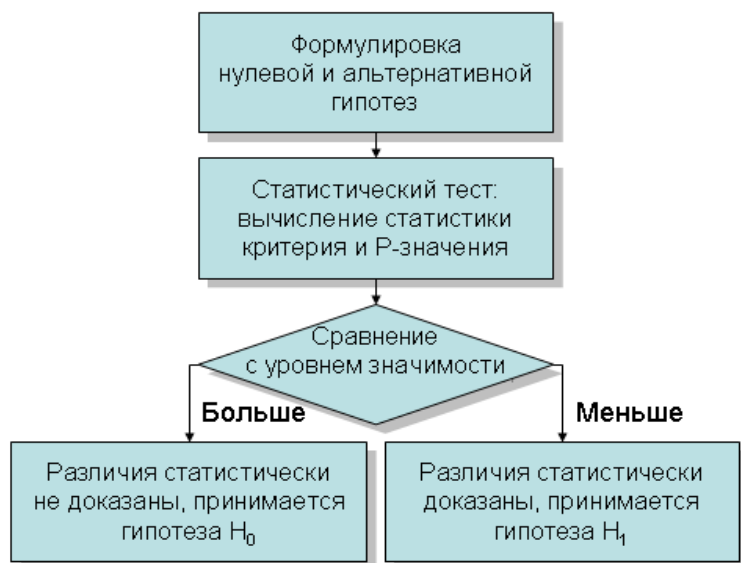 Формулировка
нулевой и альтернативной
гипотез
Статистический тест:
вычисление статистики
критерия и P-значения
Сравнение
с уровнем значимости
Больше
Меньше
Различия статистически
не доказаны, принимается
гипотеза H₀
Различия статистически
доказаны, принимается
гипотеза H₁